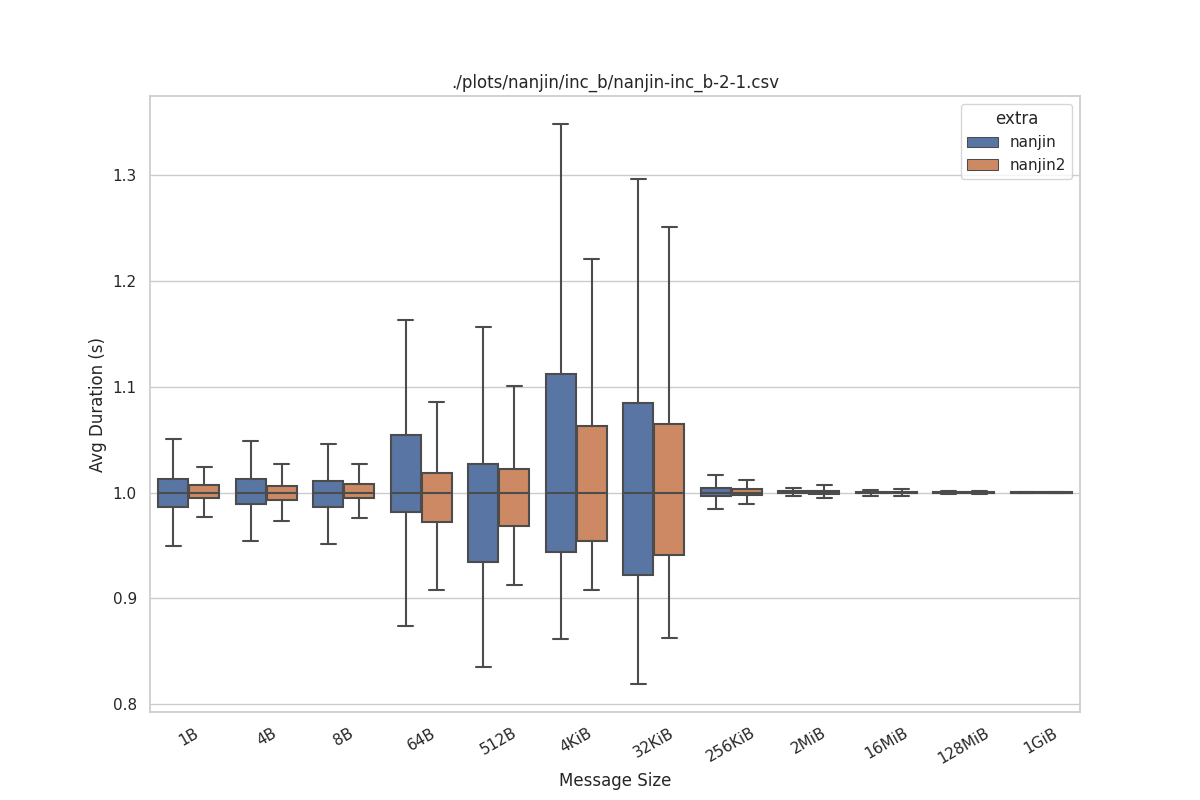 ./plots/nanjin/inc_b/nanjin-inc_b-2-1.csv
extra
nanjin
nanjin2
1.3
1.2
1.1
1.0
0.9
0.8
Avg Duration (s)
1B
4B
8B
64B
512B
4KiB
32KiB
256KiB
2MiB
16MiB
128MiB
1GiB
Message Size